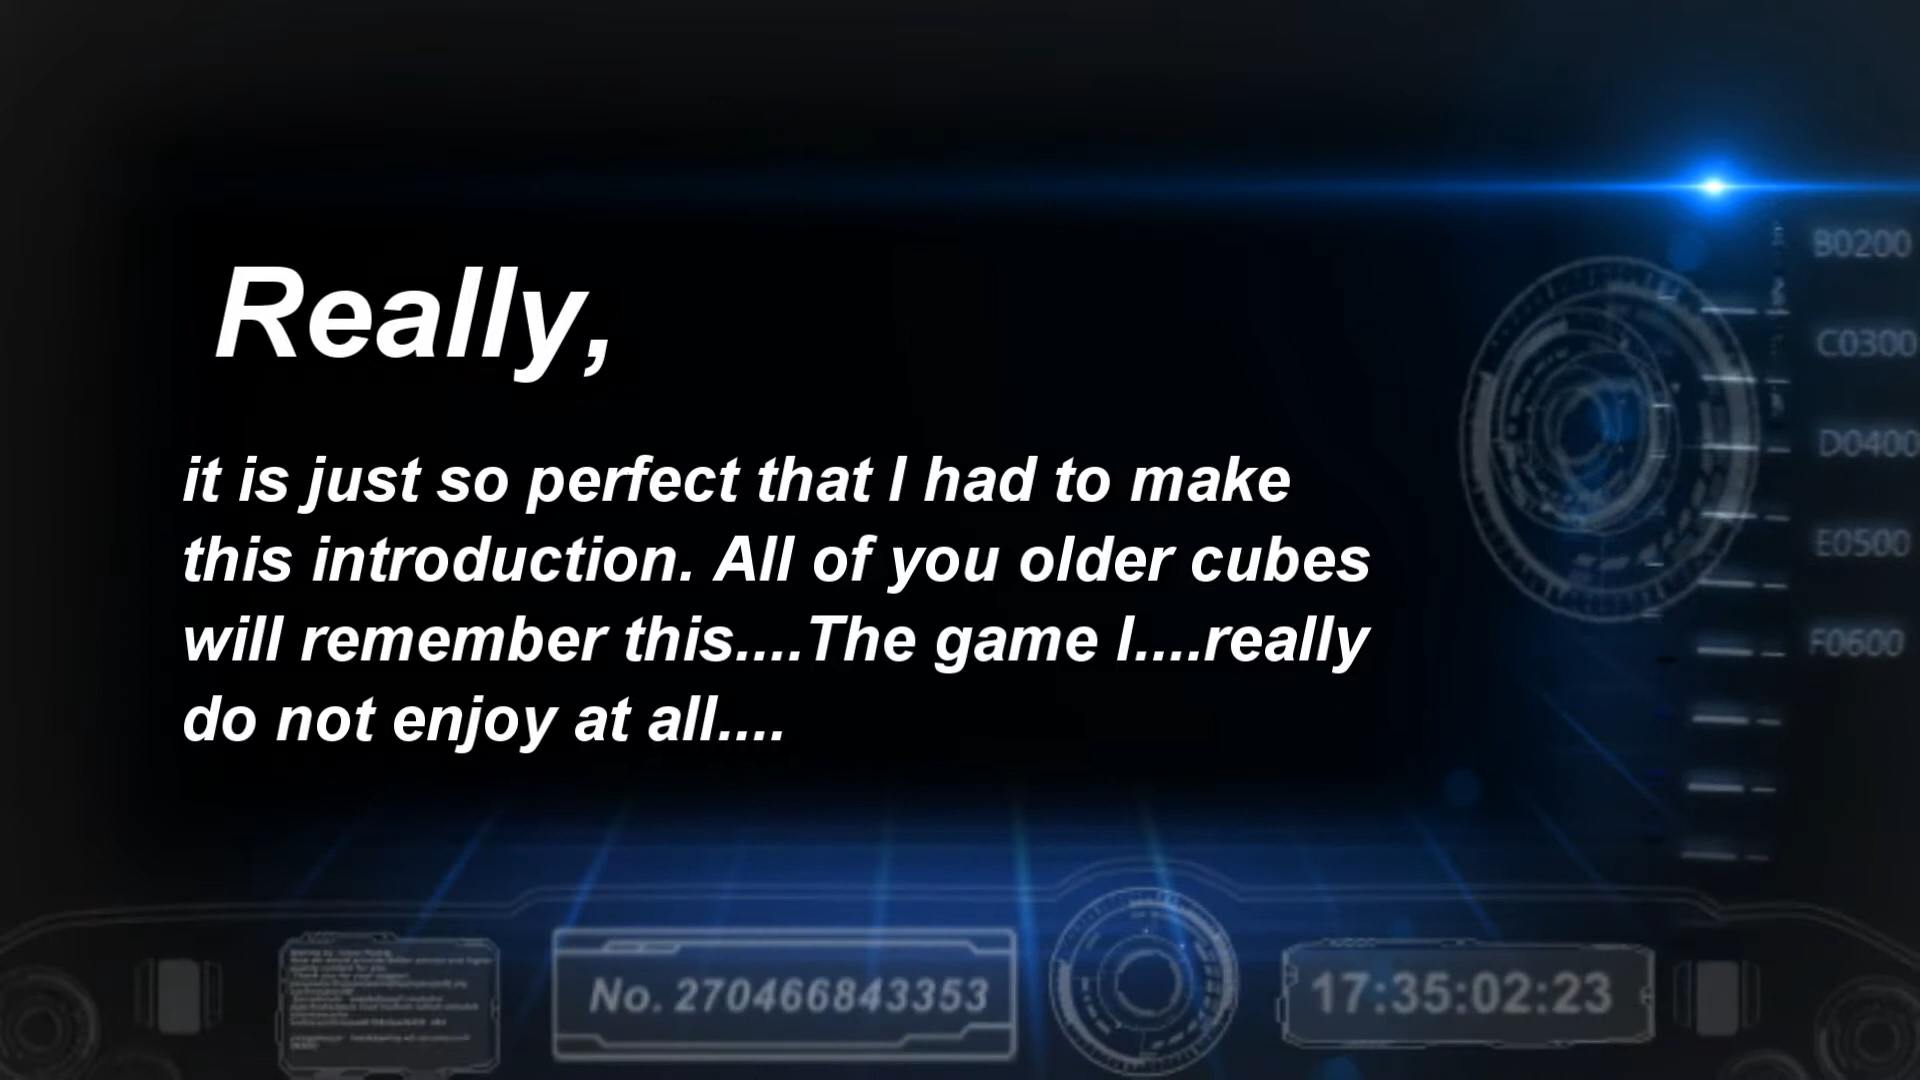 Really,
it is just so perfect that I had to make
this introduction. All of you older cubes
will remember this....The game I....really
do not enjoy at all....
B0200
C0300
D0400
E0500
F0600
No. 270466843353
17:35:02:23